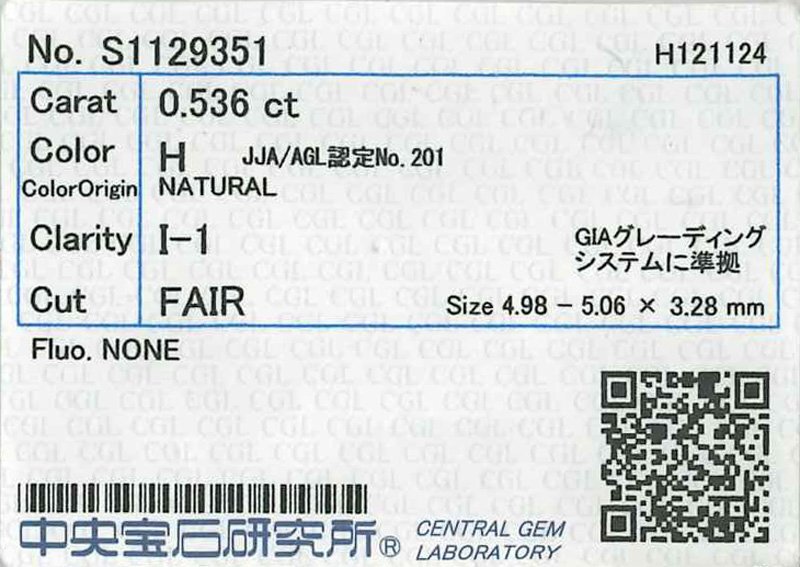 No. S1129351 H121124
Carat 0.536 ct
Color H JJA/AGL認定No. 201
ColorOrigin NATURAL
Clarity I-1
GIAグレーディング
システムに準拠
Cut FAIR Size 4.98 - 5.06 × 3.28 mm
Fluo. NONE
中央宝石研究所® CENTRAL GEM
LABORATORY